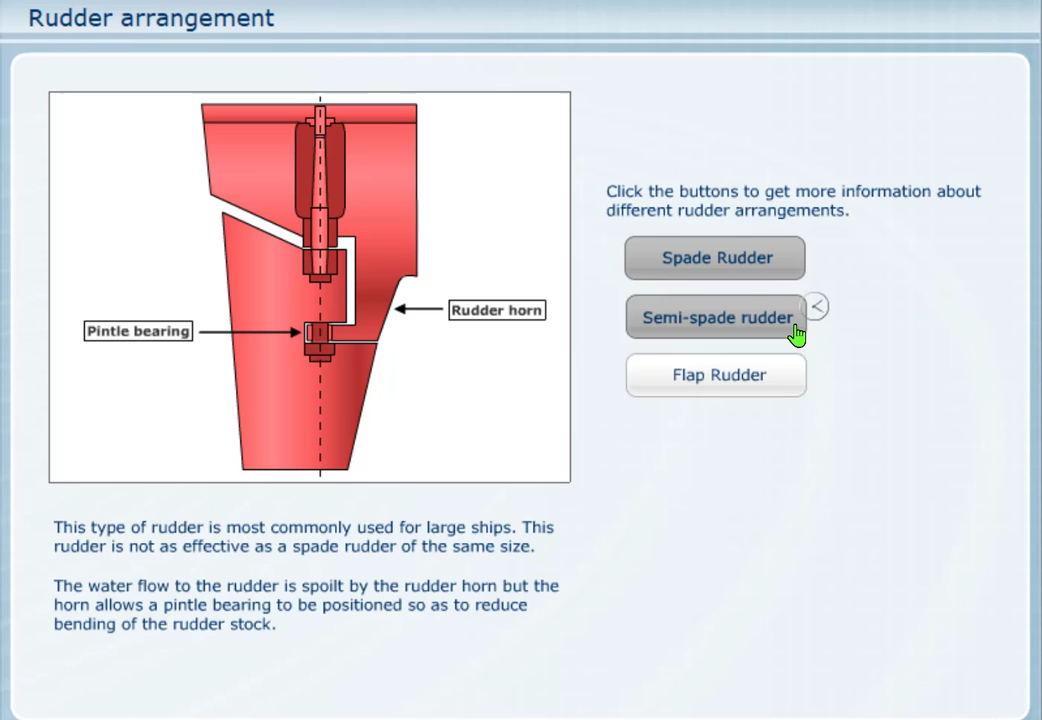 Rudder arrangement
Click the buttons to get more information about
different rudder arrangements.
Spade Rudder
Semi-spade rudder
Flap Rudder
Rudder horn
Pintle bearing
This type of rudder is most commonly used for large ships. This
rudder is not as effective as a spade rudder of the same size.
The water flow to the rudder is spoilt by the rudder horn but the
horn allows a pintle bearing to be positioned so as to reduce
bending of the rudder stock.